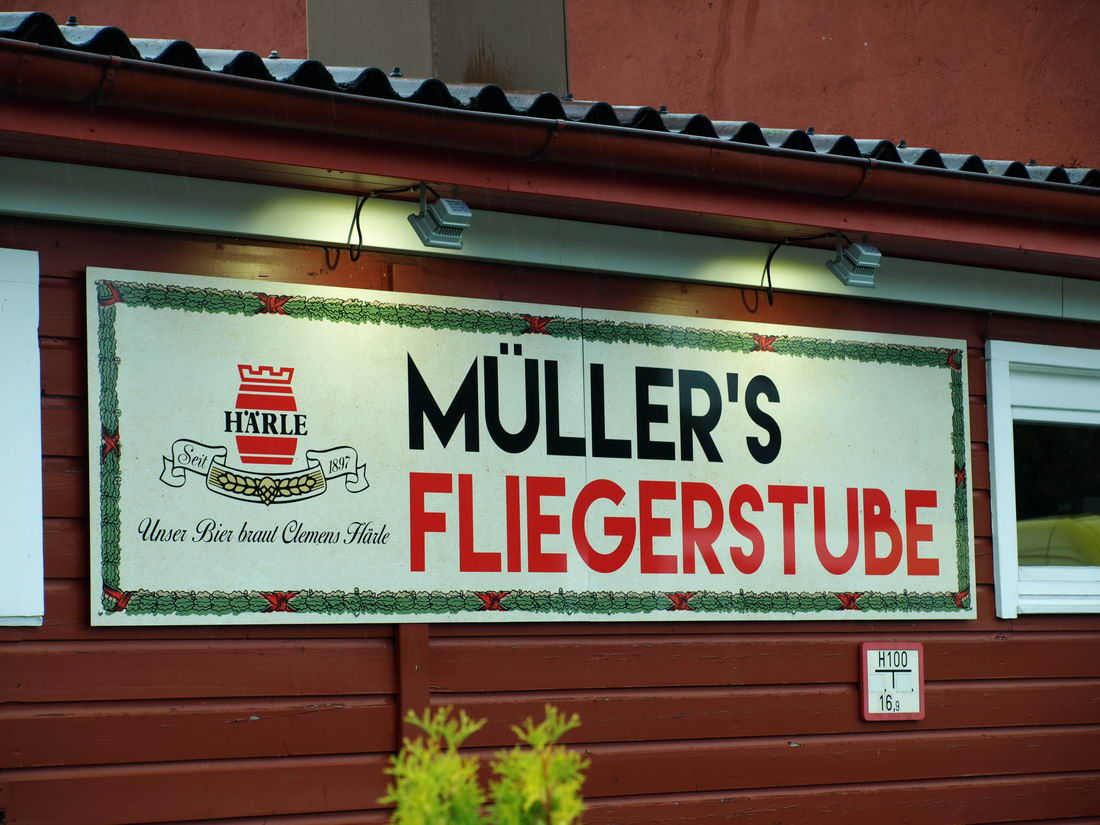 HÄRLE
Seit 1897
Unser Bier braut Clemens Härle
MÜLLER'S
FLIEGERSTUBE
H100
16,9